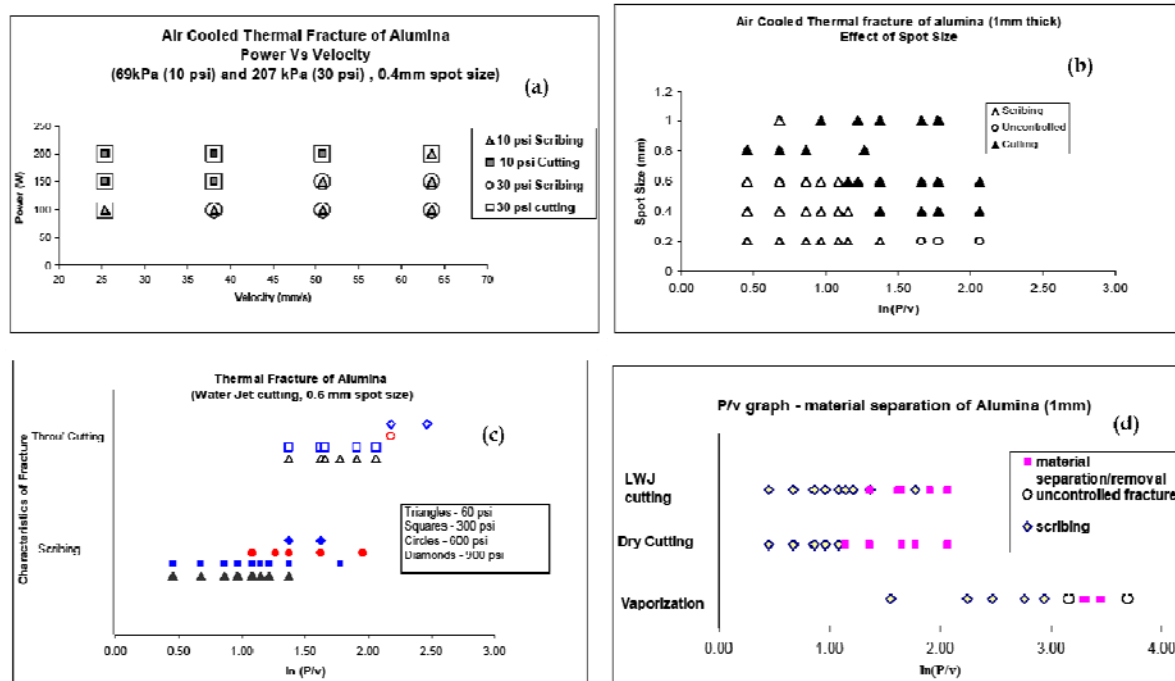 Air Cooled Thermal Fracture of Alumina
Power Vs Velocity
(69kPa (10 psi) and 207 kPa (30 psi) , 0.4mm spot size)
(a)
250
200
150
100
50
0
Power (W)
20 25 30 35 40 45 50 55 60 65 70
Velocity (mm/s)
10 psi Scribing
10 psi Cutting
30 psi Scribing
30 psi cutting
Air Cooled Thermal fracture of alumina (1mm thick)
Effect of Spot Size
(b)
1.2
1
0.8
0.6
0.4
0.2
0
Spot Size (mm)
0.00 0.50 1.00 1.50 2.00 2.50 3.00
ln(P/v)
Scribing
Uncontrolled
Cutting
Thermal Fracture of Alumina
(Water Jet cutting, 0.6 mm spot size)
(c)
Characteristics of Fracture
Throu' Cutting
Scribing
Triangles - 60 psi
Squares - 300 psi
Circles - 600 psi
Diamonds - 900 psi
0.00 0.50 1.00 1.50 2.00 2.50 3.00
ln (P/v)
P/v graph - material separation of Alumina (1mm)
(d)
LWJ
cutting
Dry Cutting
Vaporization
material
separation/removal
uncontrolled fracture
scribing
0.00 1.00 2.00 3.00 4.00
ln(P/v)